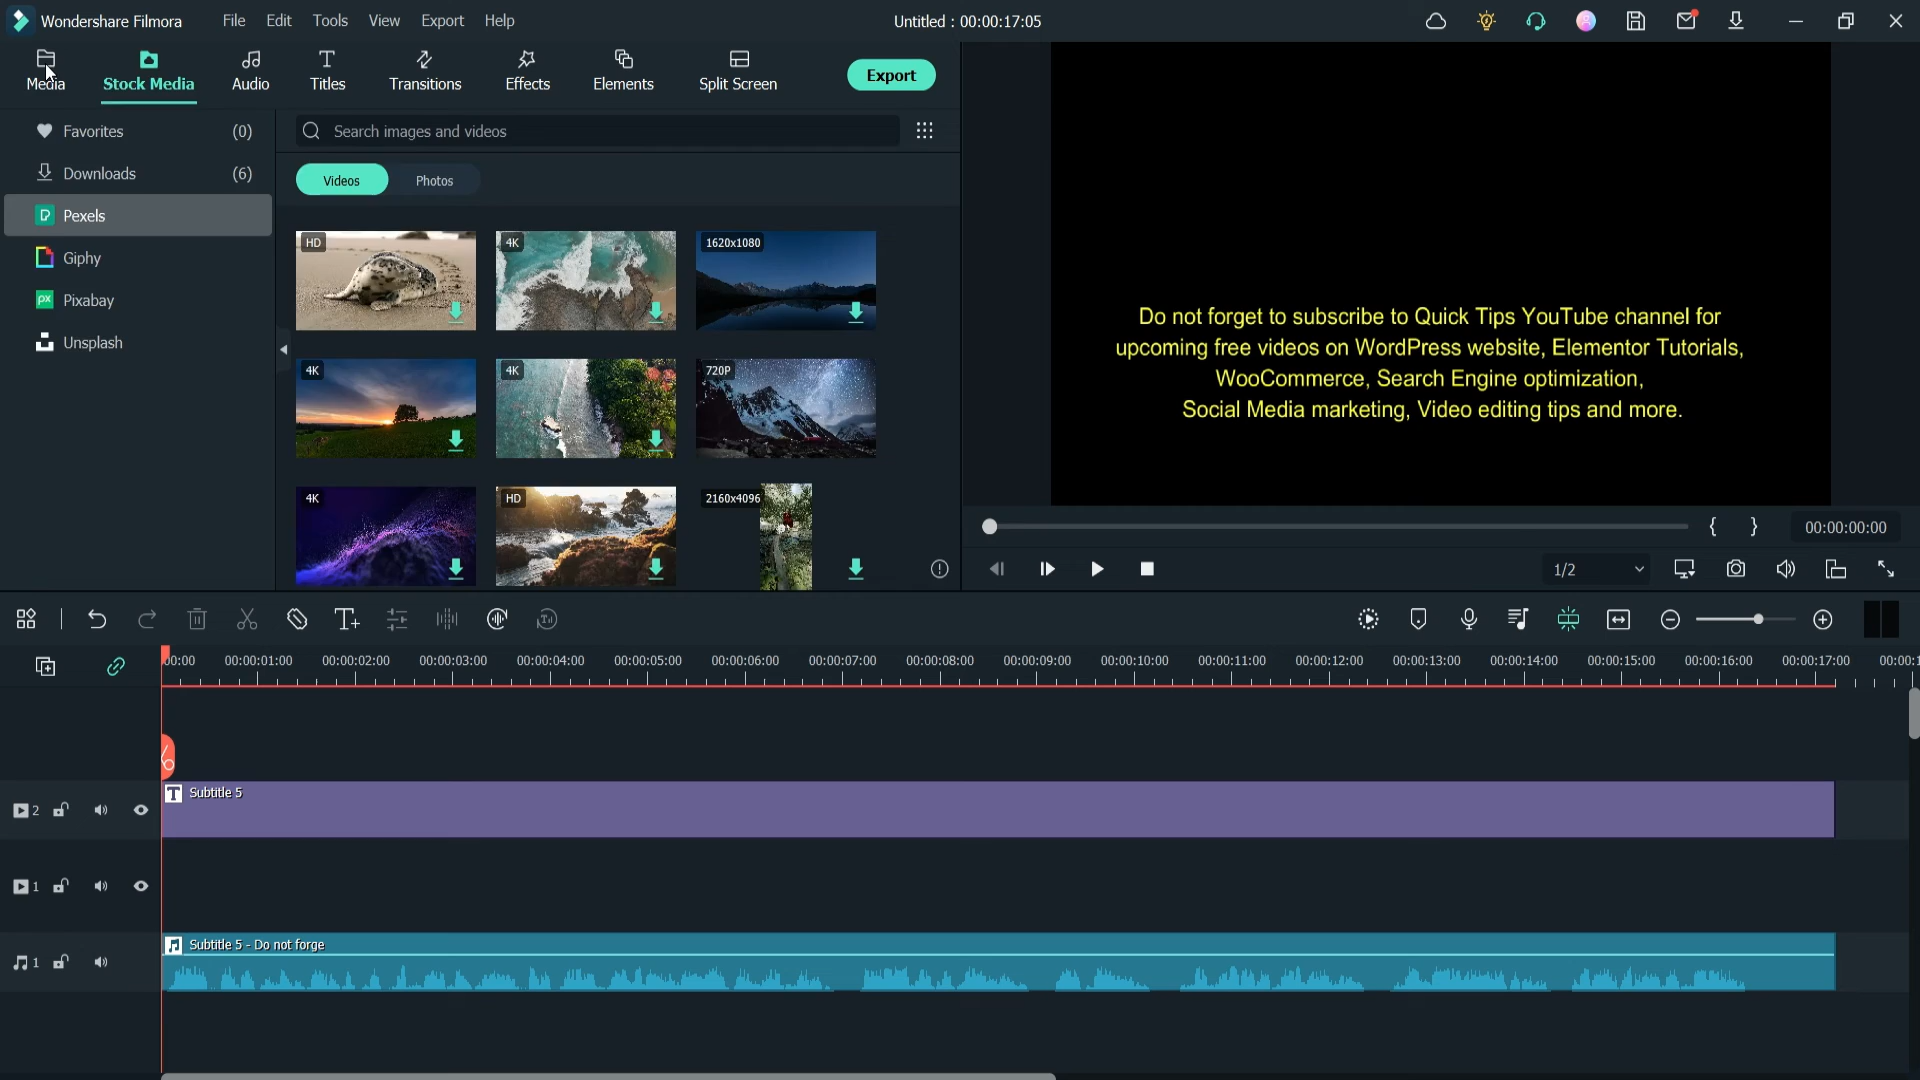 Wondershare Filmora File Edit Tools View Export Help Untitled : 00:00:17:05
Media Stock Media Audio Titles Transitions Effects Elements Split Screen Export
Favorites (0)
Downloads (6)
Pexels
Giphy
Pixabay
Unsplash
Search images and videos
Videos Photos
HD 4K 1620x1080
4K 4K 720P
4K HD 2160x4096
Do not forget to subscribe to Quick Tips YouTube channel for
upcoming free videos on WordPress website, Elementor Tutorials,
WooCommerce, Search Engine optimization,
Social Media marketing, Video editing tips and more.
{ } 00:00:00:00
1/2
00:00:01:00 00:00:02:00 00:00:03:00 00:00:04:00 00:00:05:00 00:00:06:00 00:00:07:00 00:00:08:00 00:00:09:00 00:00:10:00 00:00:11:00 00:00:12:00 00:00:13:00 00:00:14:00 00:00:15:00 00:00:16:00 00:00:17:00
2 T Subtitle 5
1
1 Subtitle 5 - Do not forge